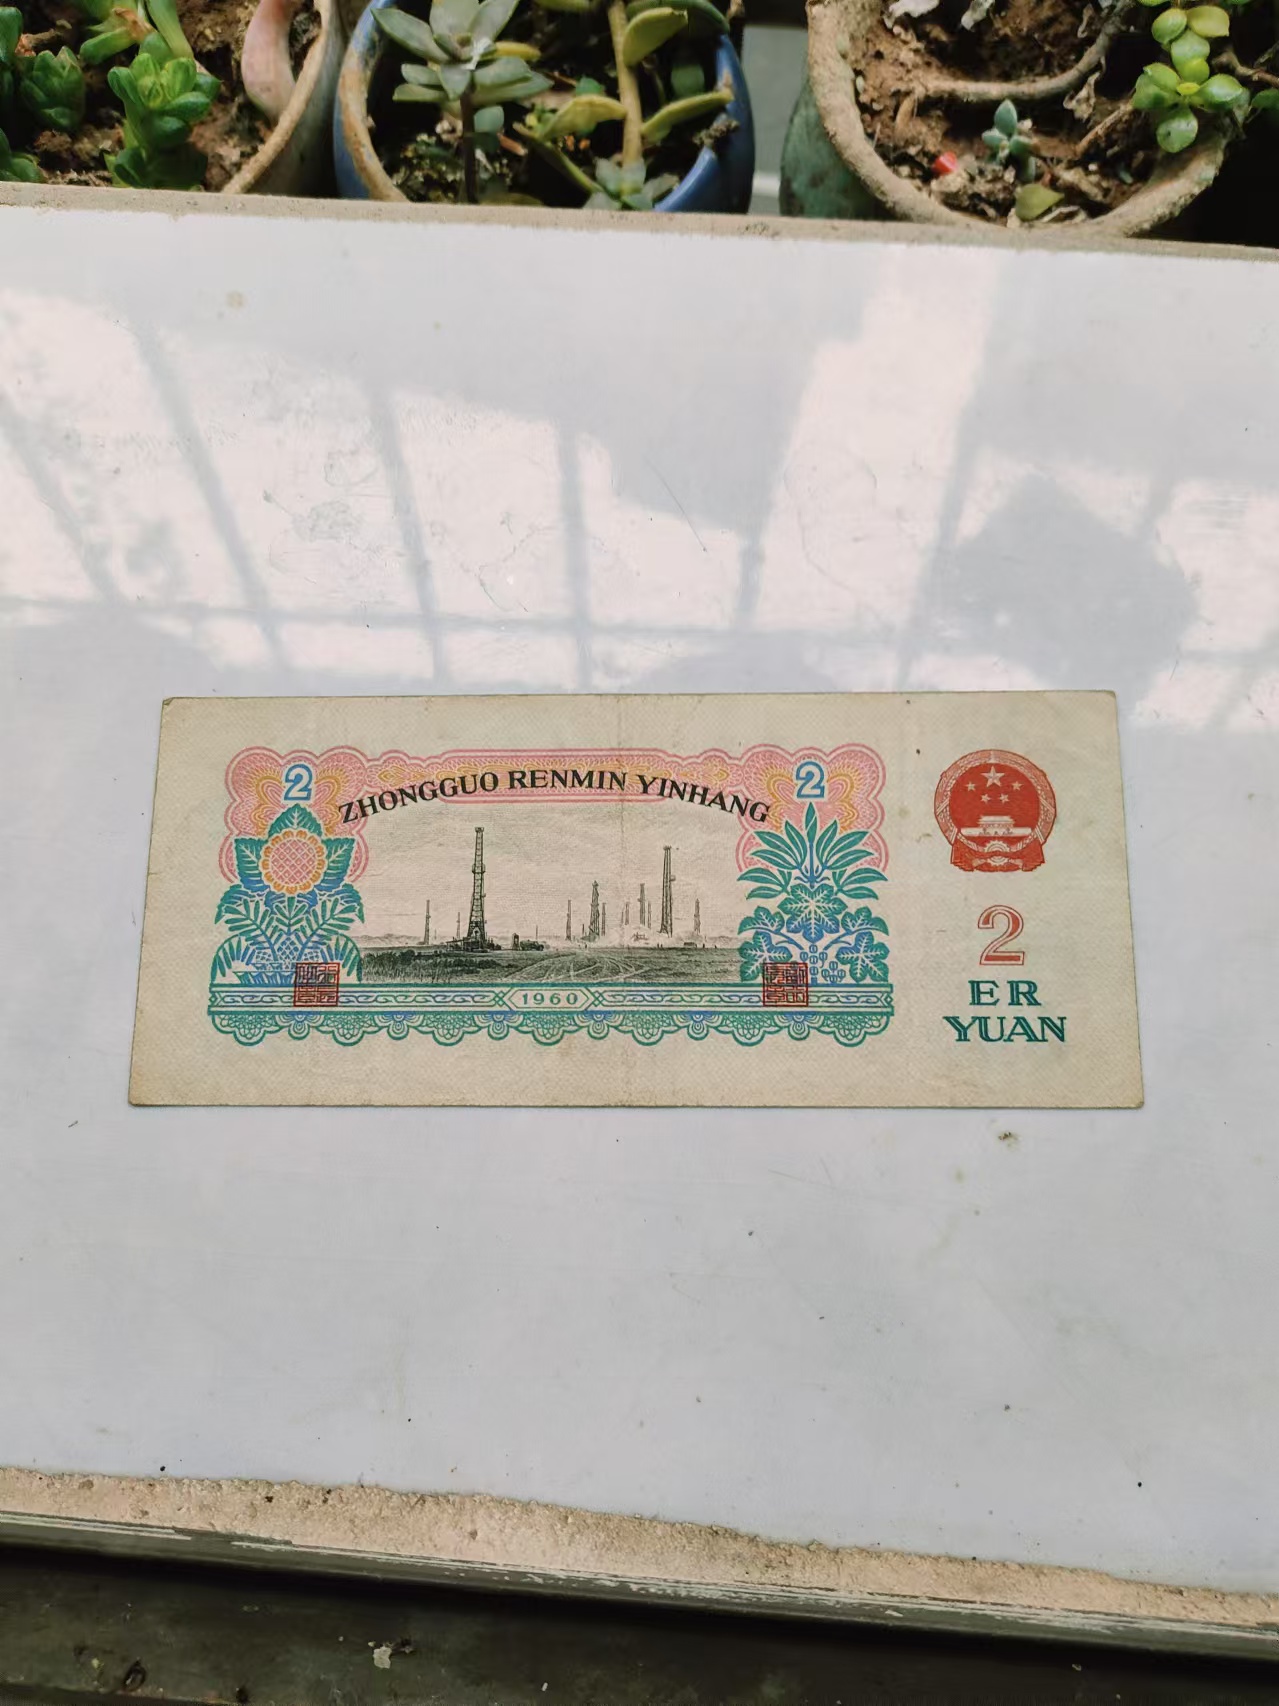 2
2
ZHONGGUO RENMIN YINHANG
2
ER
YUAN
1960